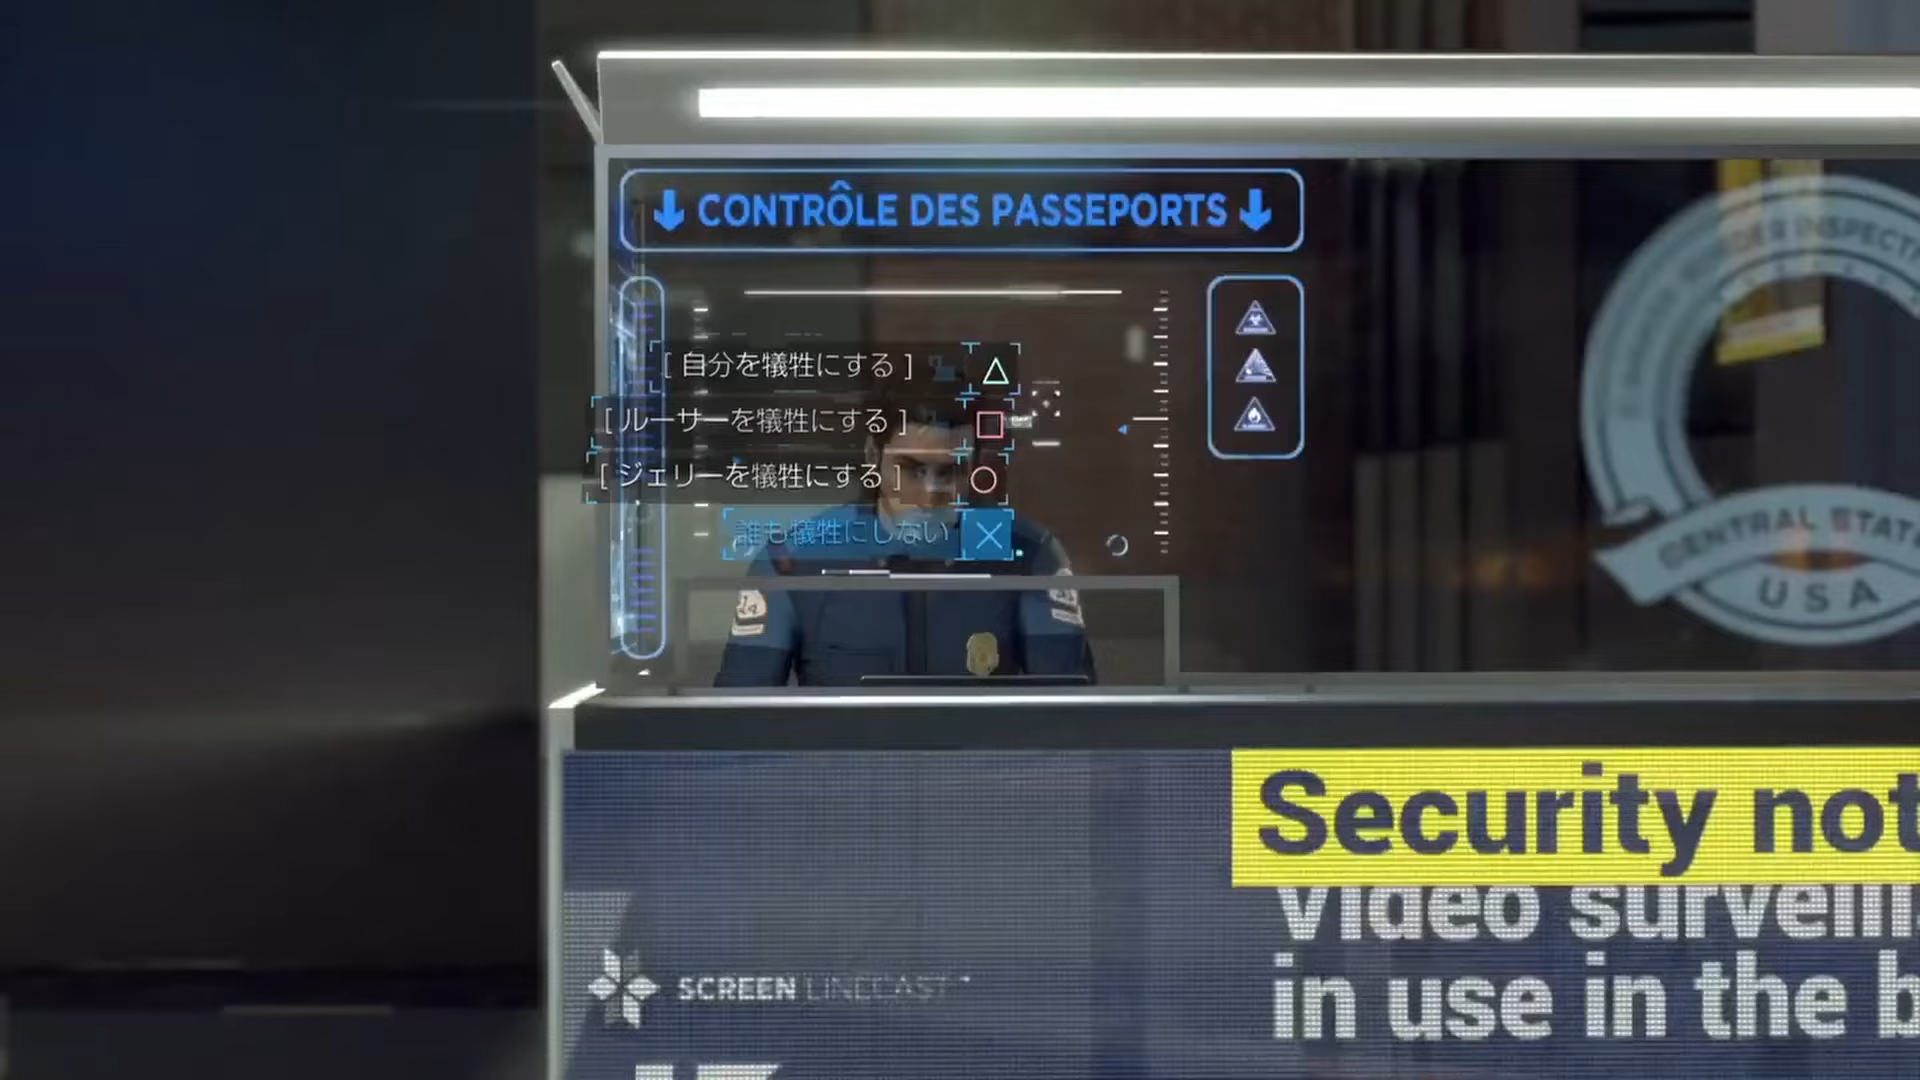 CONTRÔLE DES PASSEPORTS
[ 自分を犠牲にする ]
[ ルーサーを犠牲にする ]
[ ジェリーを犠牲にする ]
誰も犠牲にしない
CENTRAL STATE
USA
Security not
video surveill
in use in the b
SCREEN LINECAST